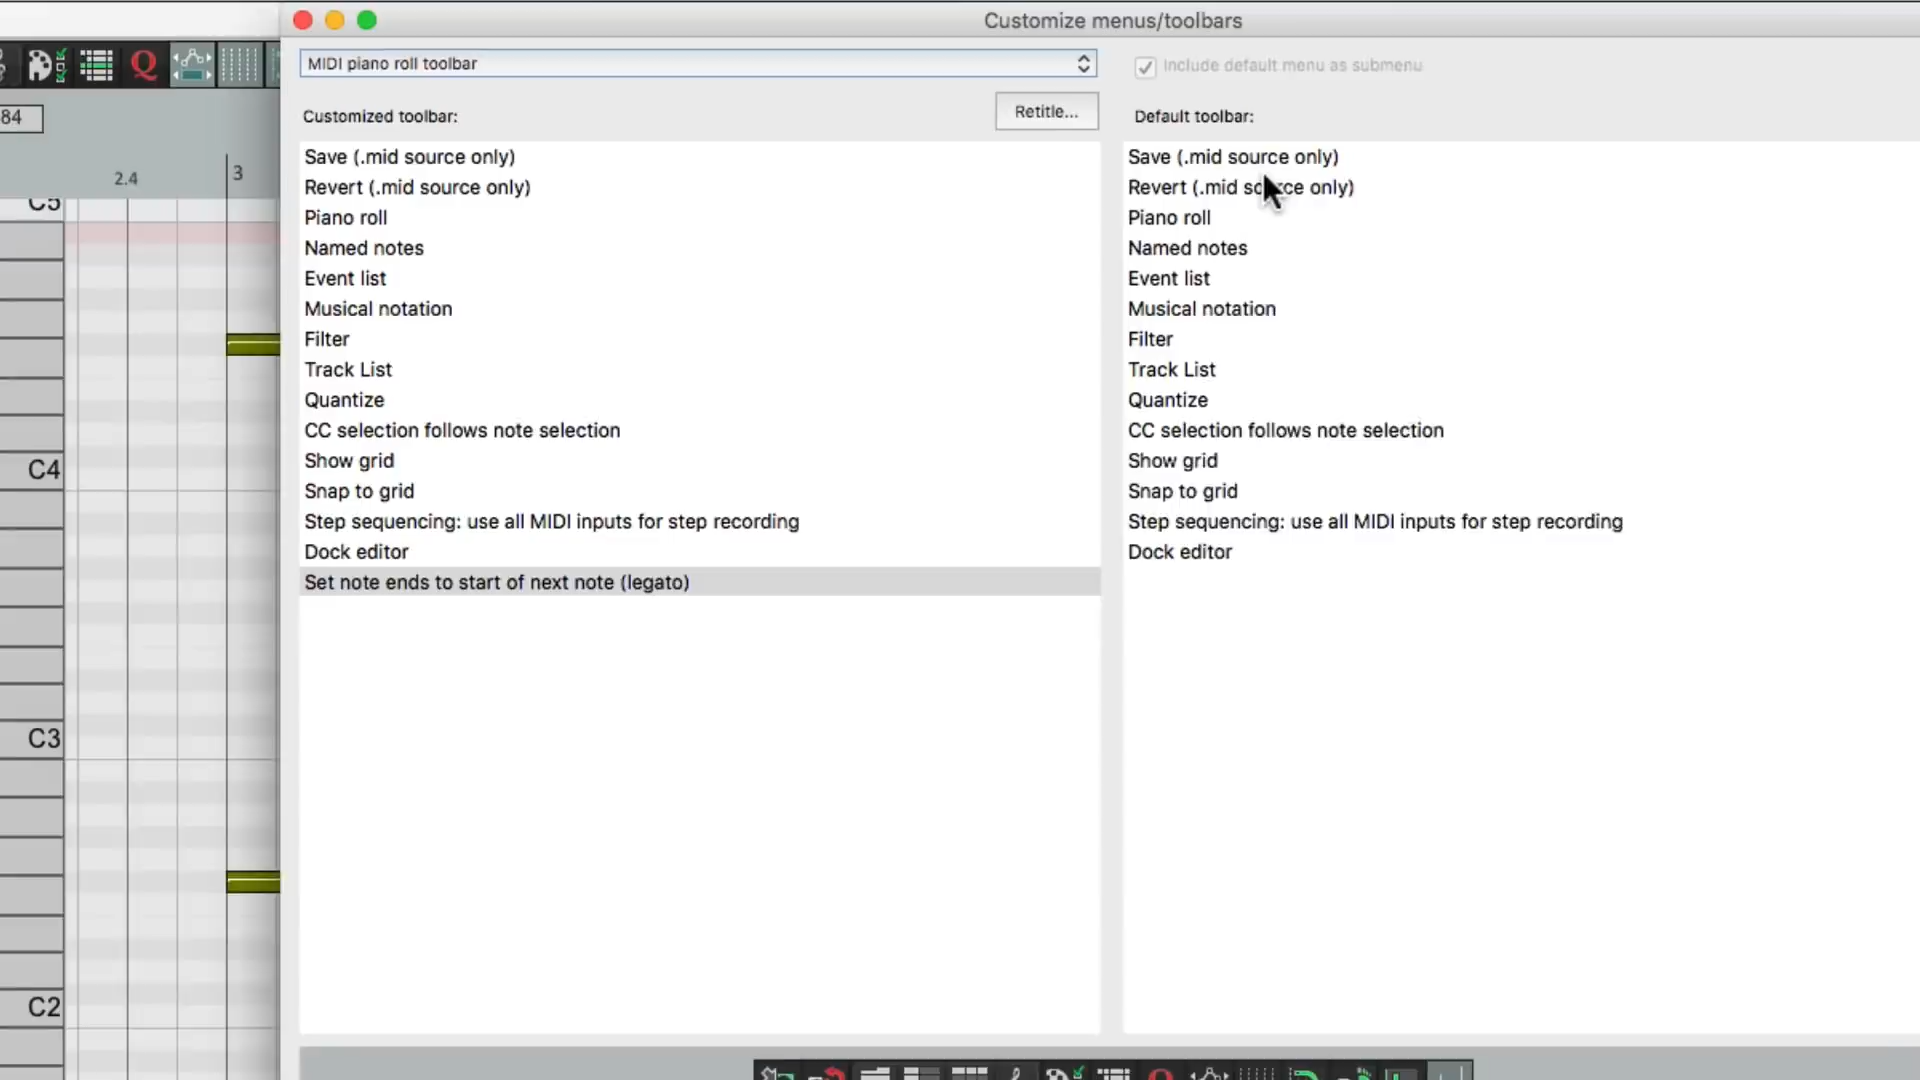 Customize menus/toolbars
MIDI piano roll toolbar
Include default menu as submenu
Customized toolbar:
Retitle...
Default toolbar:
Save (.mid source only)
Revert (.mid source only)
Piano roll
Named notes
Event list
Musical notation
Filter
Track List
Quantize
CC selection follows note selection
Show grid
Snap to grid
Step sequencing: use all MIDI inputs for step recording
Dock editor
Set note ends to start of next note (legato)
Save (.mid source only)
Revert (.mid source only)
Piano roll
Named notes
Event list
Musical notation
Filter
Track List
Quantize
CC selection follows note selection
Show grid
Snap to grid
Step sequencing: use all MIDI inputs for step recording
Dock editor
Q
84
2.4
3
C5
C4
C3
C2